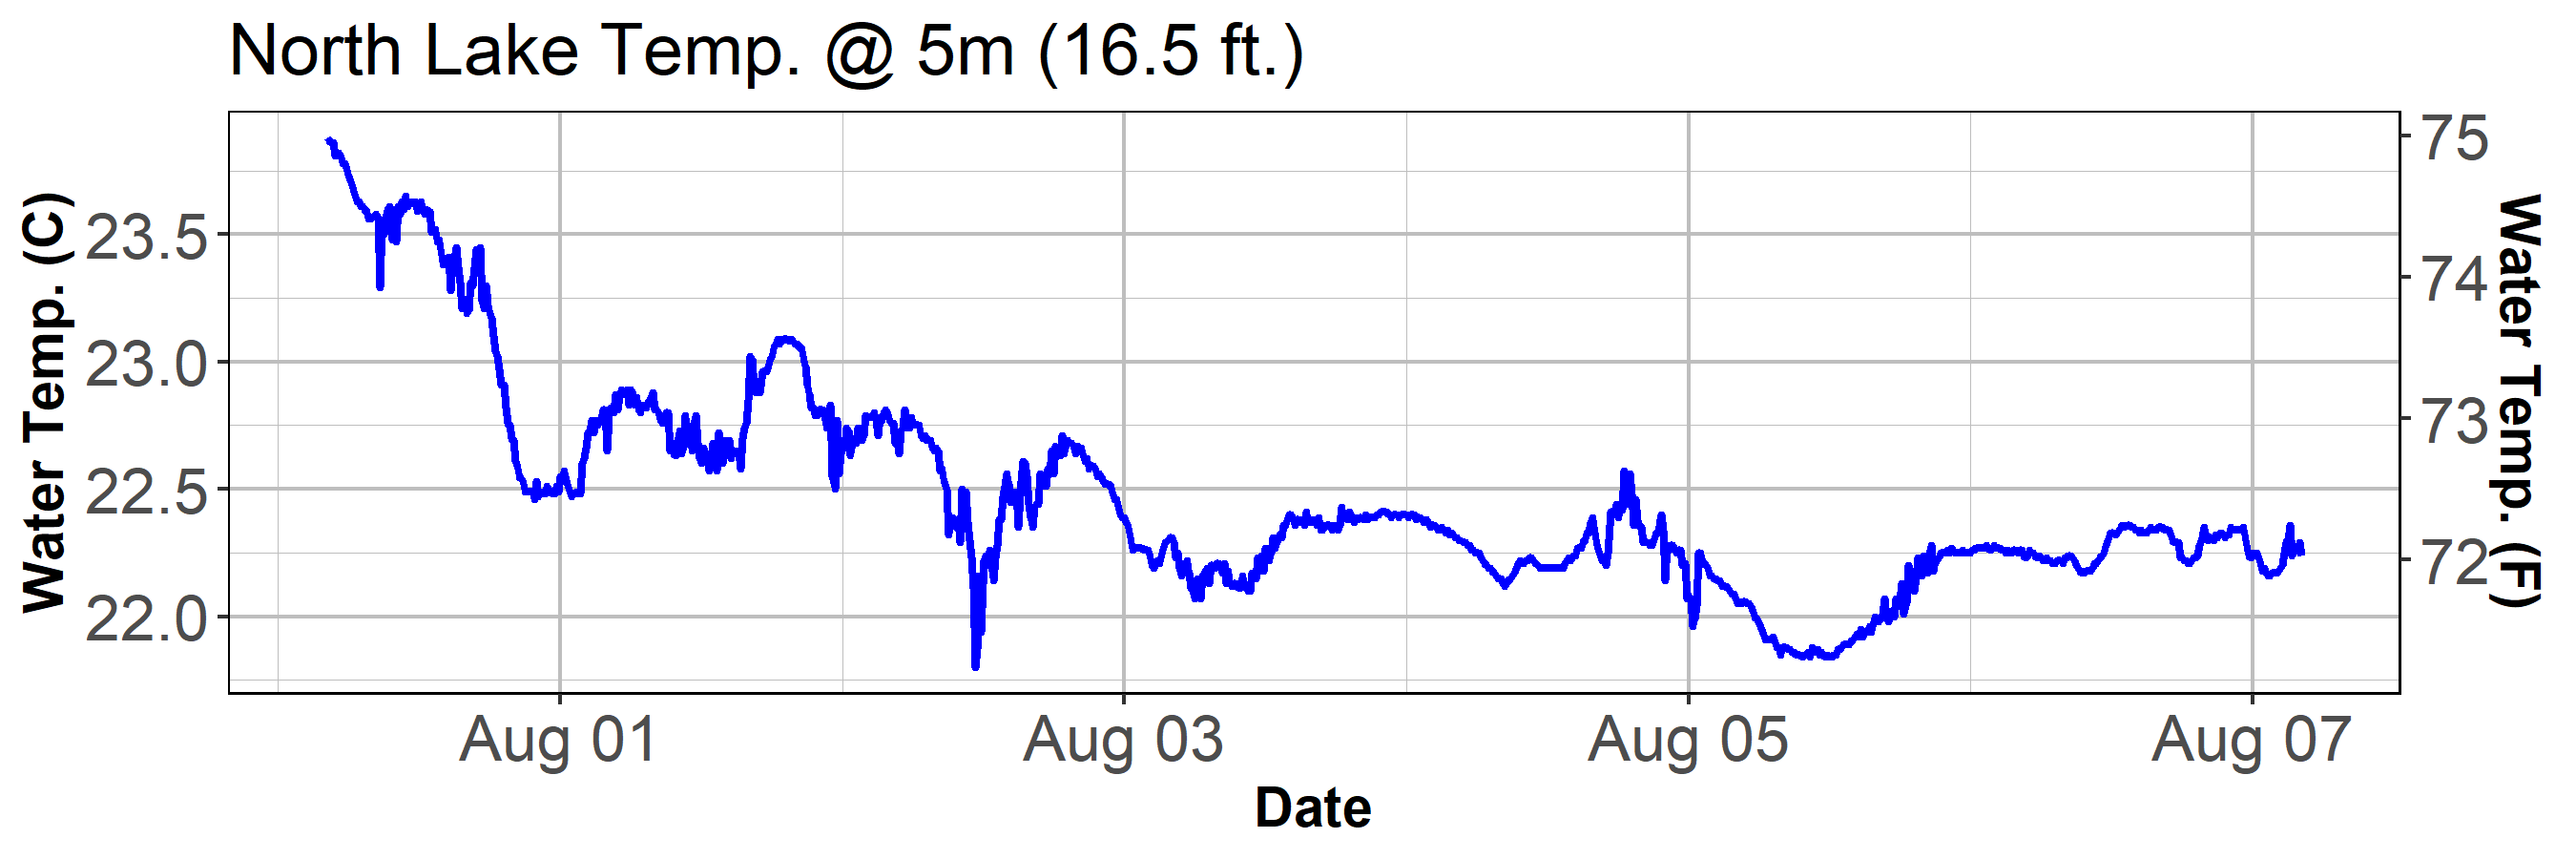 North Lake Temp. @ 5m (16.5 ft.)
Water Temp. (C)
23.5
23.0
22.5
22.0
75
74
73
72
Water Temp. (F)
Aug 01 Aug 03 Aug 05 Aug 07
Date